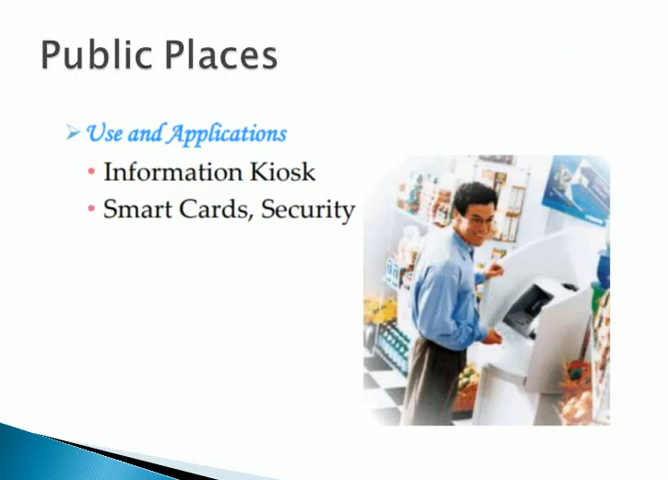 Public Places
Use and Applications
Information Kiosk
Smart Cards, Security